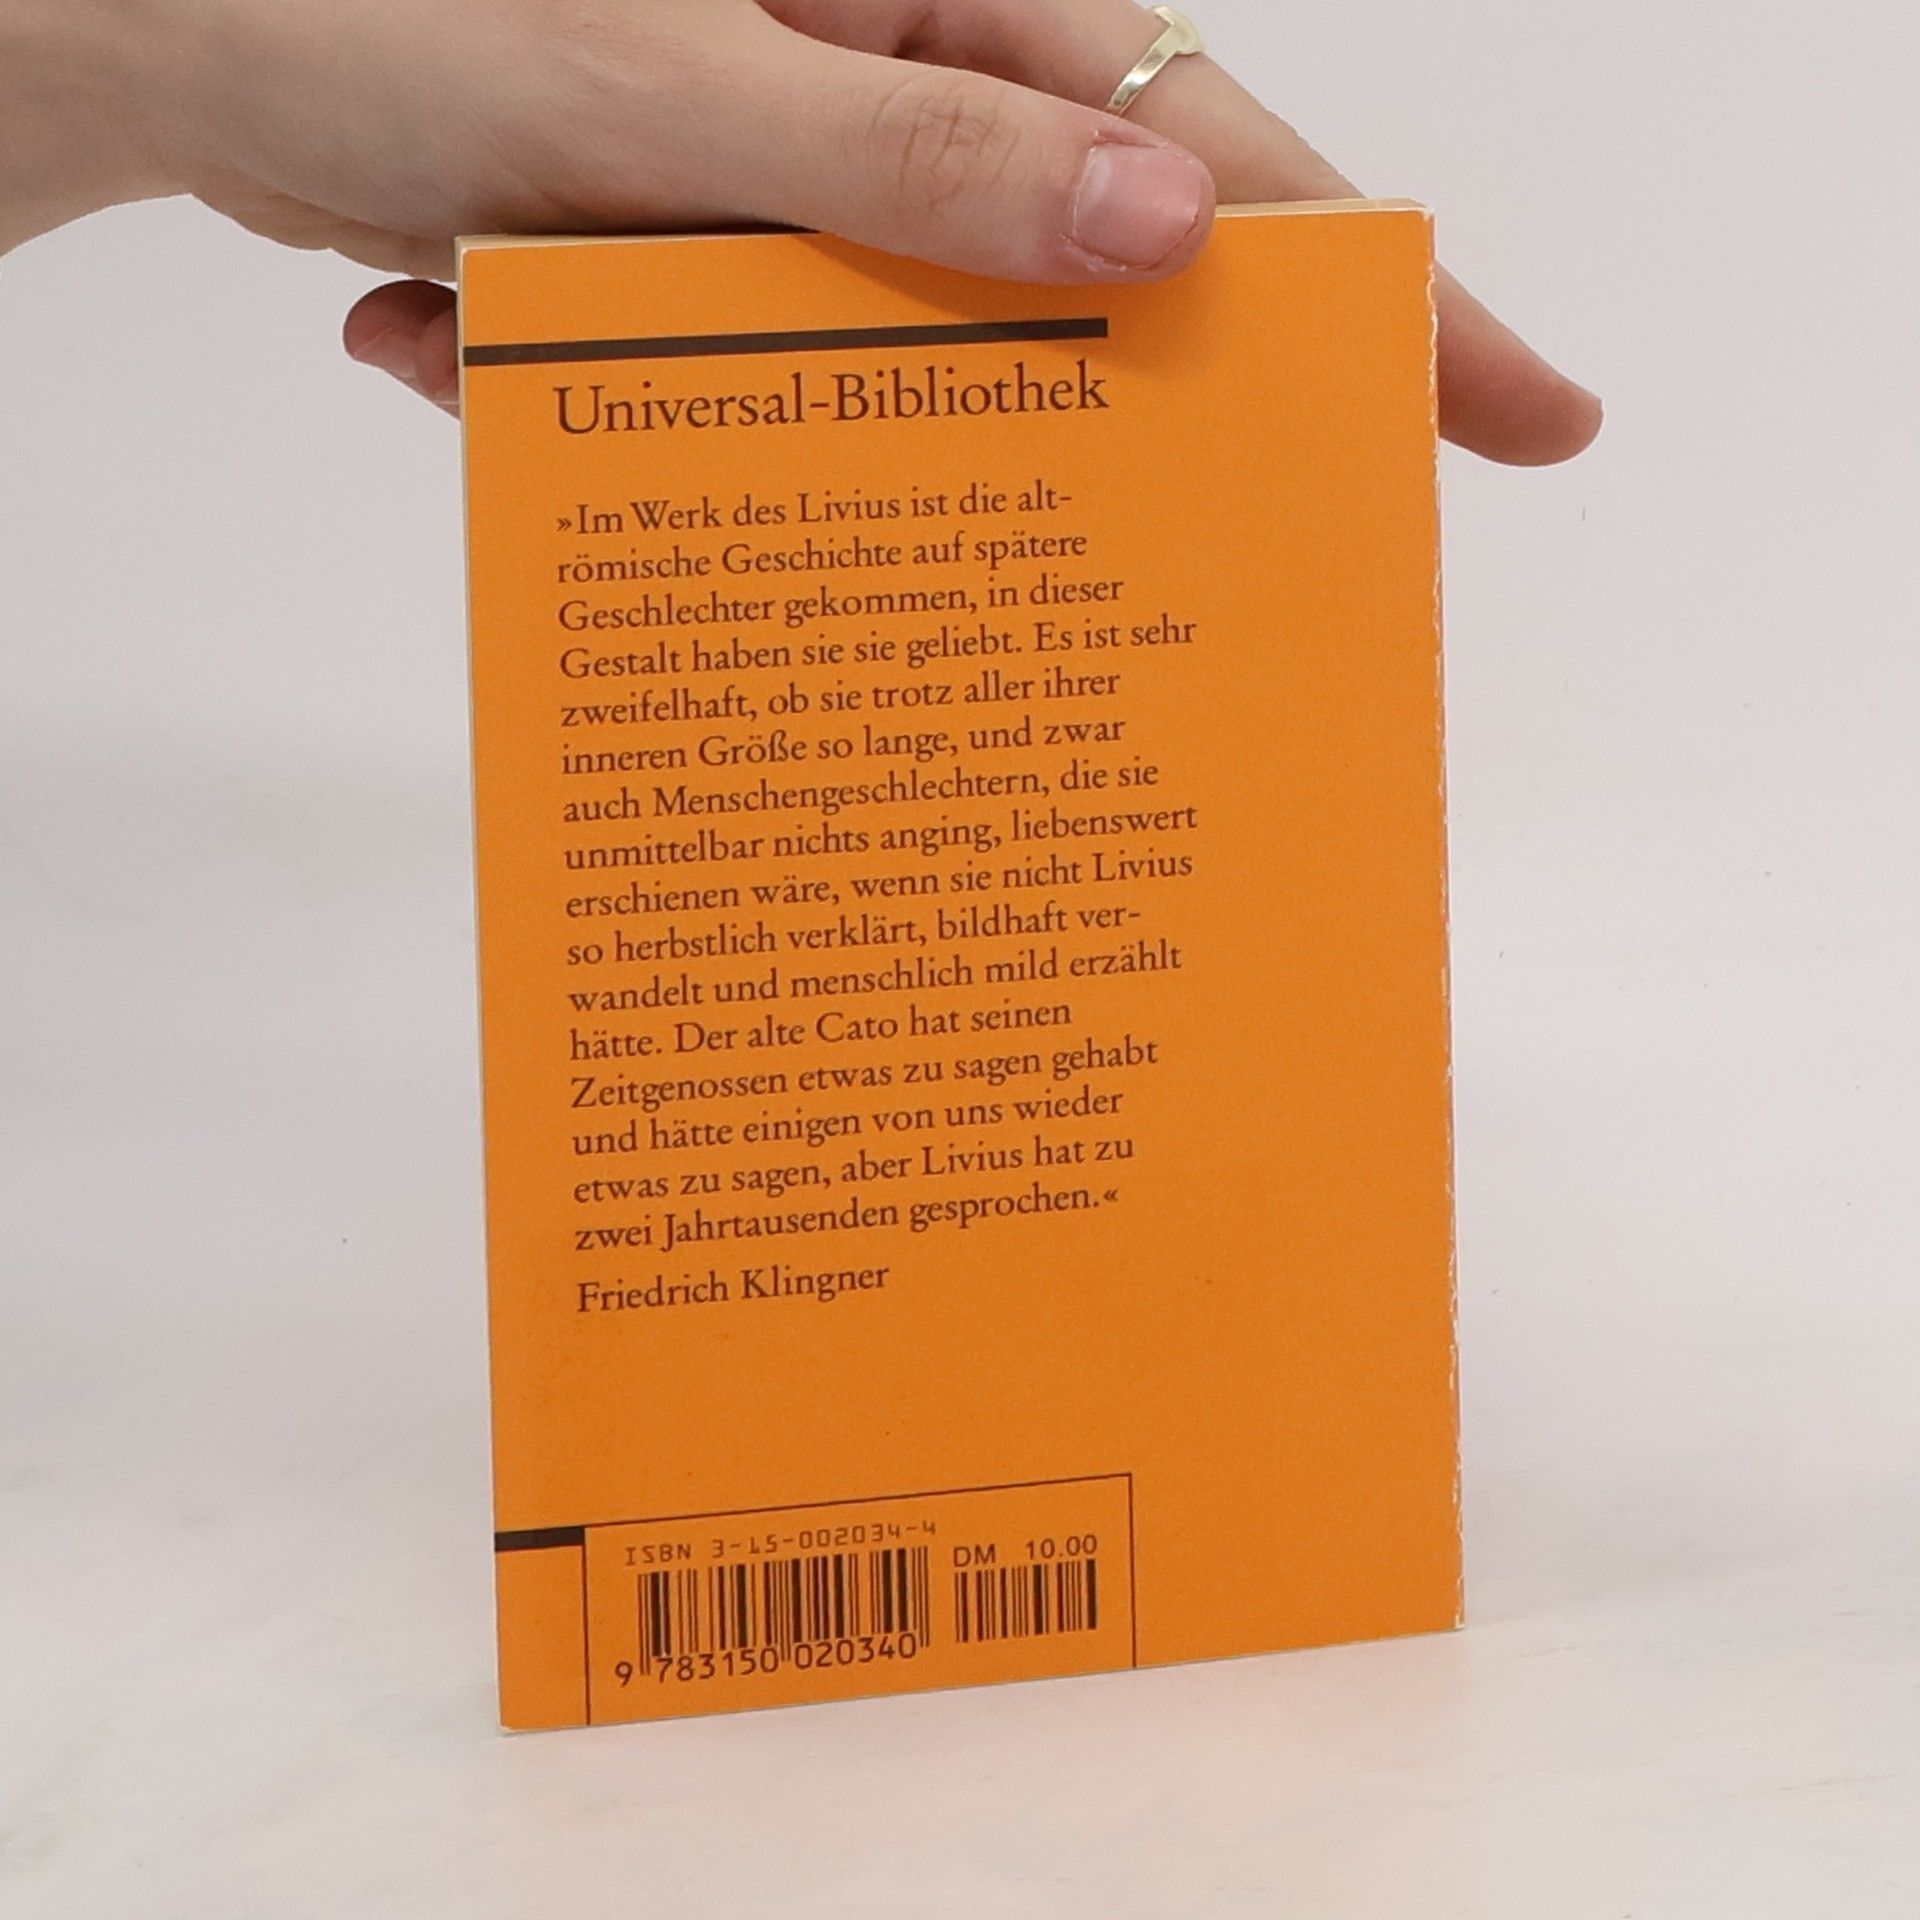 Universal-Bibliothek
»Im Werk des Livius ist die alt-
römische Geschichte auf spätere
Geschlechter gekommen, in dieser
Gestalt haben sie sie geliebt. Es ist sehr
zweifelhaft, ob sie trotz aller ihrer
inneren Größe so lange, und zwar
auch Menschengeschlechtern, die sie
unmittelbar nichts anging, liebenswert
erschienen wäre, wenn sie nicht Livius
so herbstlich verklärt, bildhaft ver-
wandelt und menschlich mild erzählt
hätte. Der alte Cato hat seinen
Zeitgenossen etwas zu sagen gehabt
und hätte einigen von uns wieder
etwas zu sagen, aber Livius hat zu
zwei Jahrtausenden gesprochen.«
Friedrich Klingner
ISBN 3-15-002034-4
DM 10.00
9 783150 020340